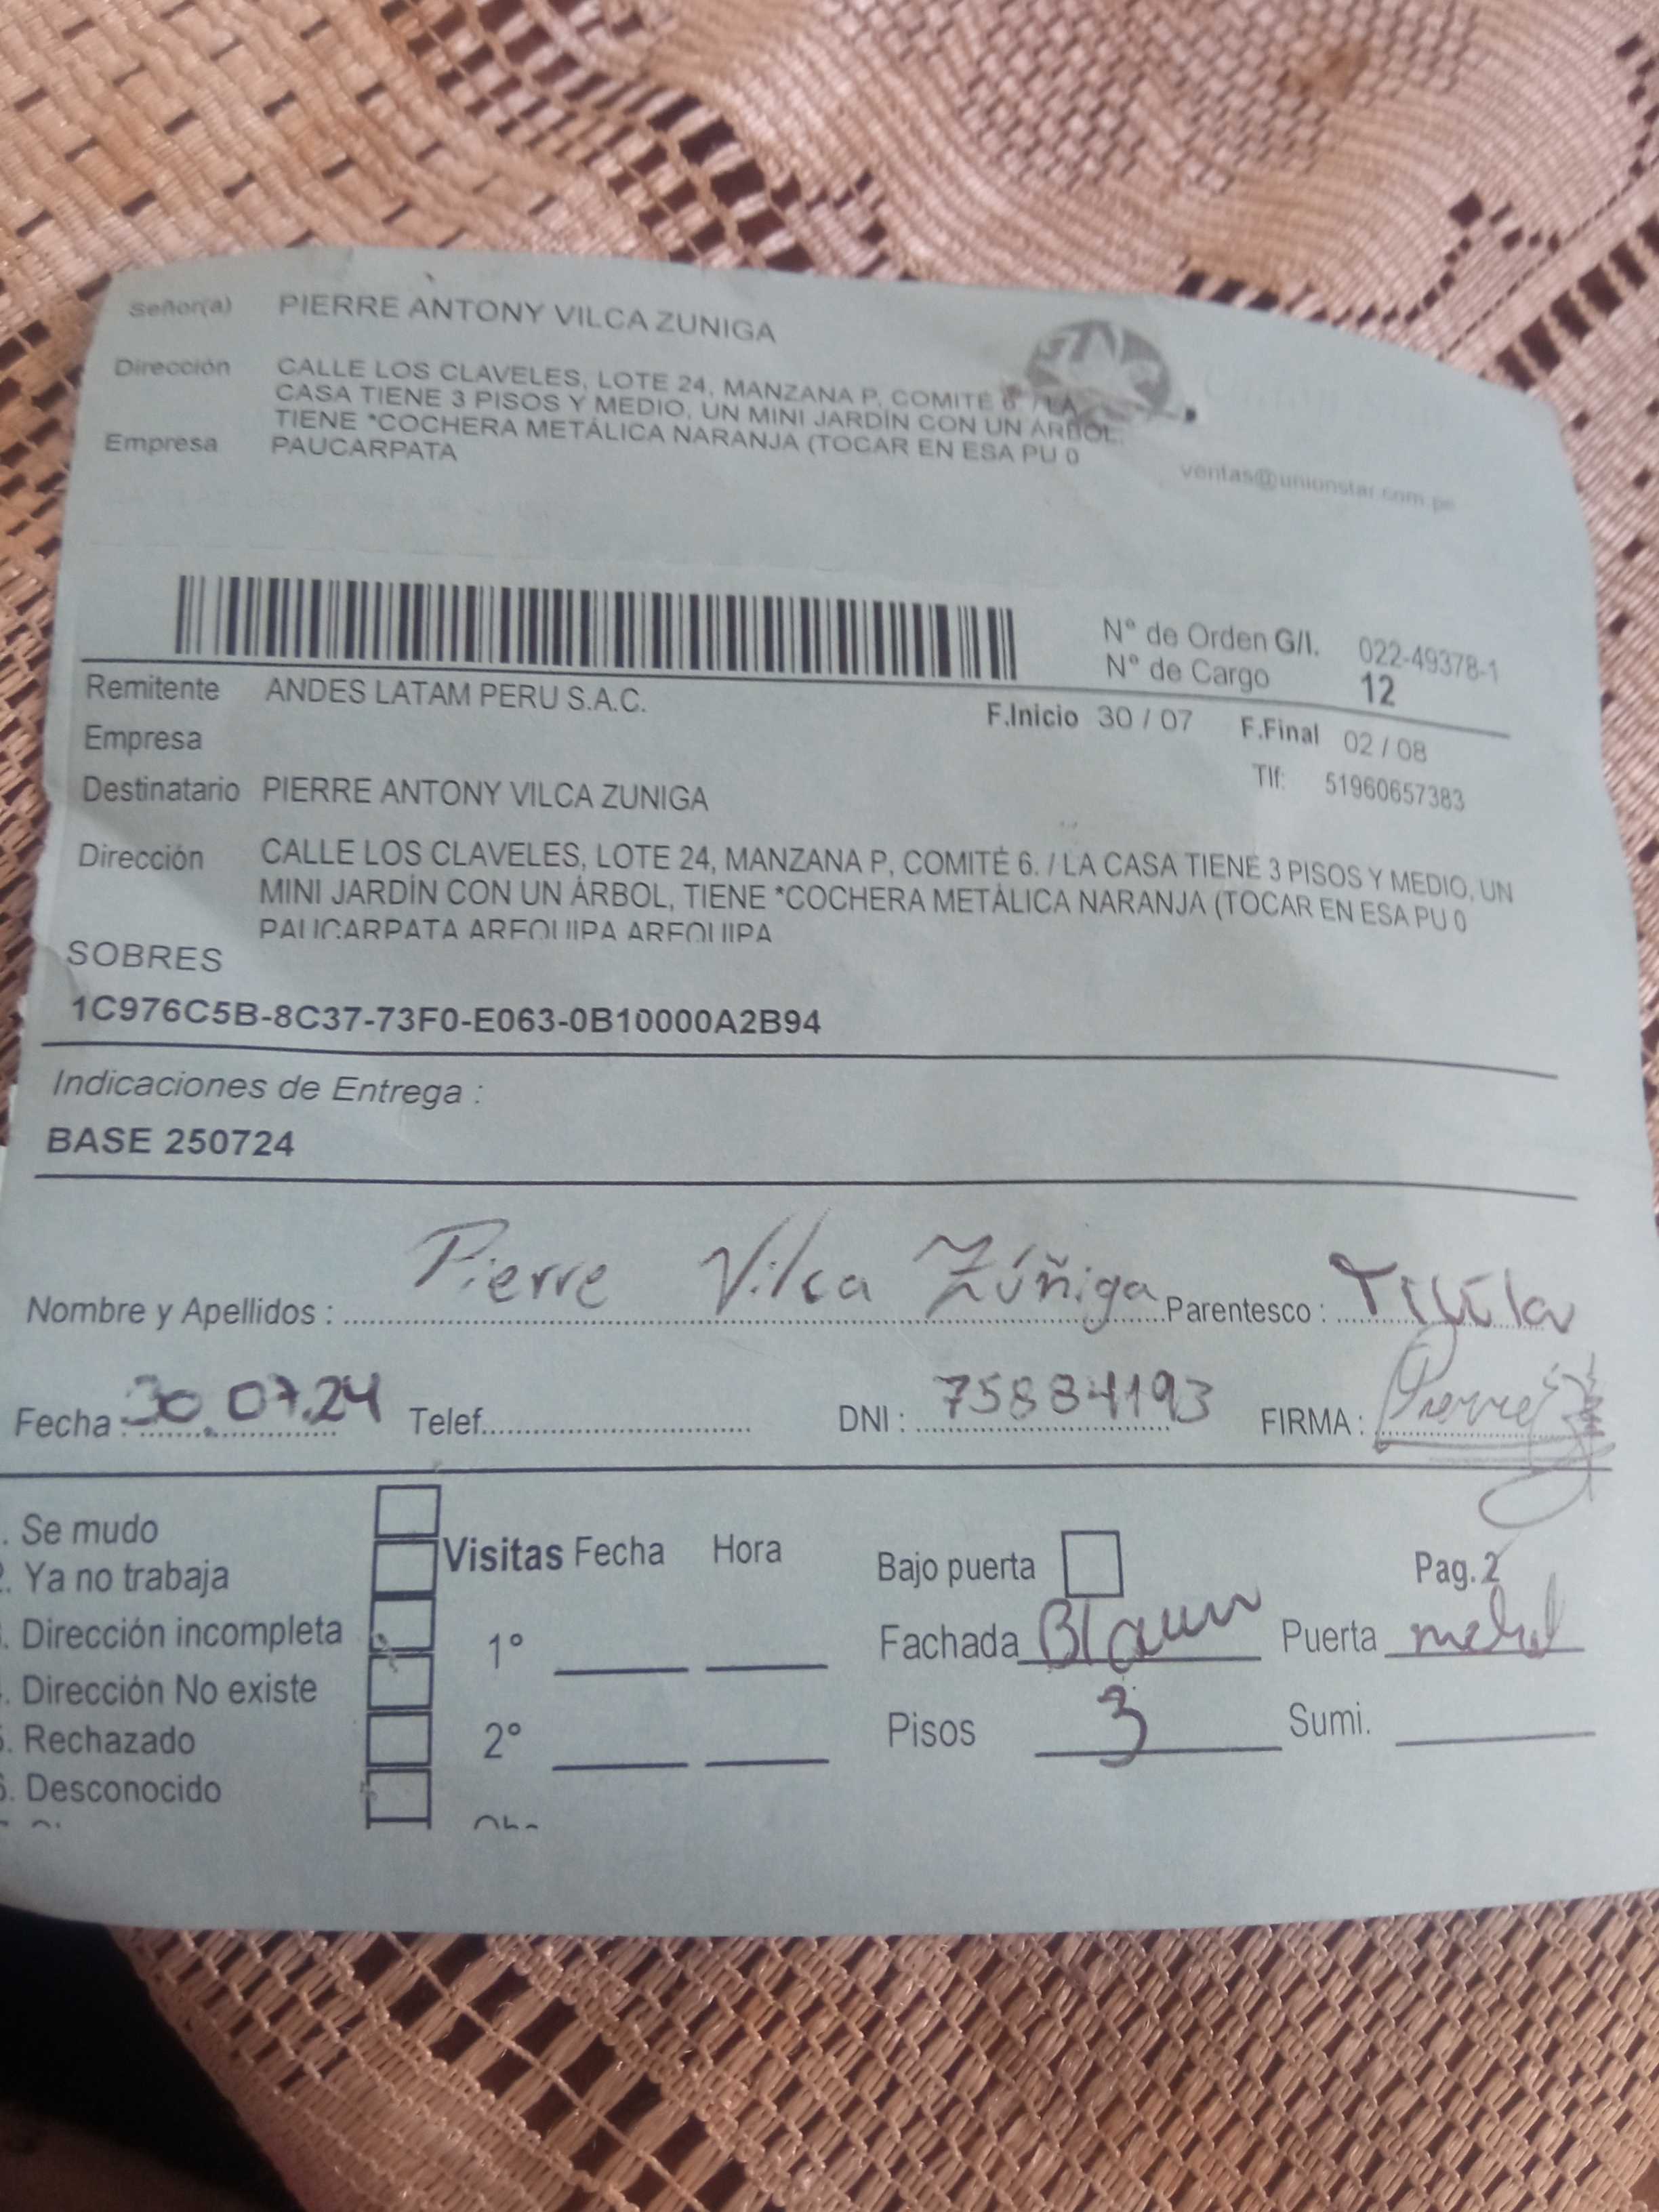 Señor(a) PIERRE ANTONY VILCA ZUNIGA
Dirección CALLE LOS CLAVELES, LOTE 24, MANZANA P, COMITÉ 6. / LA
CASA TIENE 3 PISOS Y MEDIO, UN MINI JARDÍN CON UN ÁRBOL,
TIENE *COCHERA METÁLICA NARANJA (TOCAR EN ESA PU 0
Empresa PAUCARPATA
ventas@unionstar.com.pe
N° de Orden G/I. 022-49378-1
N° de Cargo 12
Remitente ANDES LATAM PERU S.A.C.
F.Inicio 30 / 07 F.Final 02 / 08
Empresa
Tlf: 51960657383
Destinatario PIERRE ANTONY VILCA ZUNIGA
Dirección CALLE LOS CLAVELES, LOTE 24, MANZANA P, COMITÉ 6. / LA CASA TIENE 3 PISOS Y MEDIO, UN
MINI JARDÍN CON UN ÁRBOL, TIENE *COCHERA METÁLICA NARANJA (TOCAR EN ESA PU 0
PAUCARPATA AREQUIPA AREQUIPA
SOBRES
1C976C5B-8C37-73F0-E063-0B10000A2B94
Indicaciones de Entrega :
BASE 250724
Nombre y Apellidos : Pierre Vilca Zúñiga Parentesco :
Fecha : 30.07.24 Telef. DNI : 75884193 FIRMA : Pierre
. Se mudo
2. Ya no trabaja
. Dirección incompleta
. Dirección No existe
5. Rechazado
6. Desconocido
Visitas Fecha Hora
1°
2°
Bajo puerta Pag. 2
Fachada Puerta
Pisos 3 Sumi.